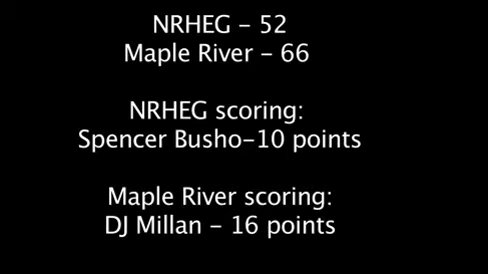 NRHEG - 52
Maple River - 66
NRHEG scoring:
Spencer Busho-10 points
Maple River scoring:
DJ Millan - 16 points